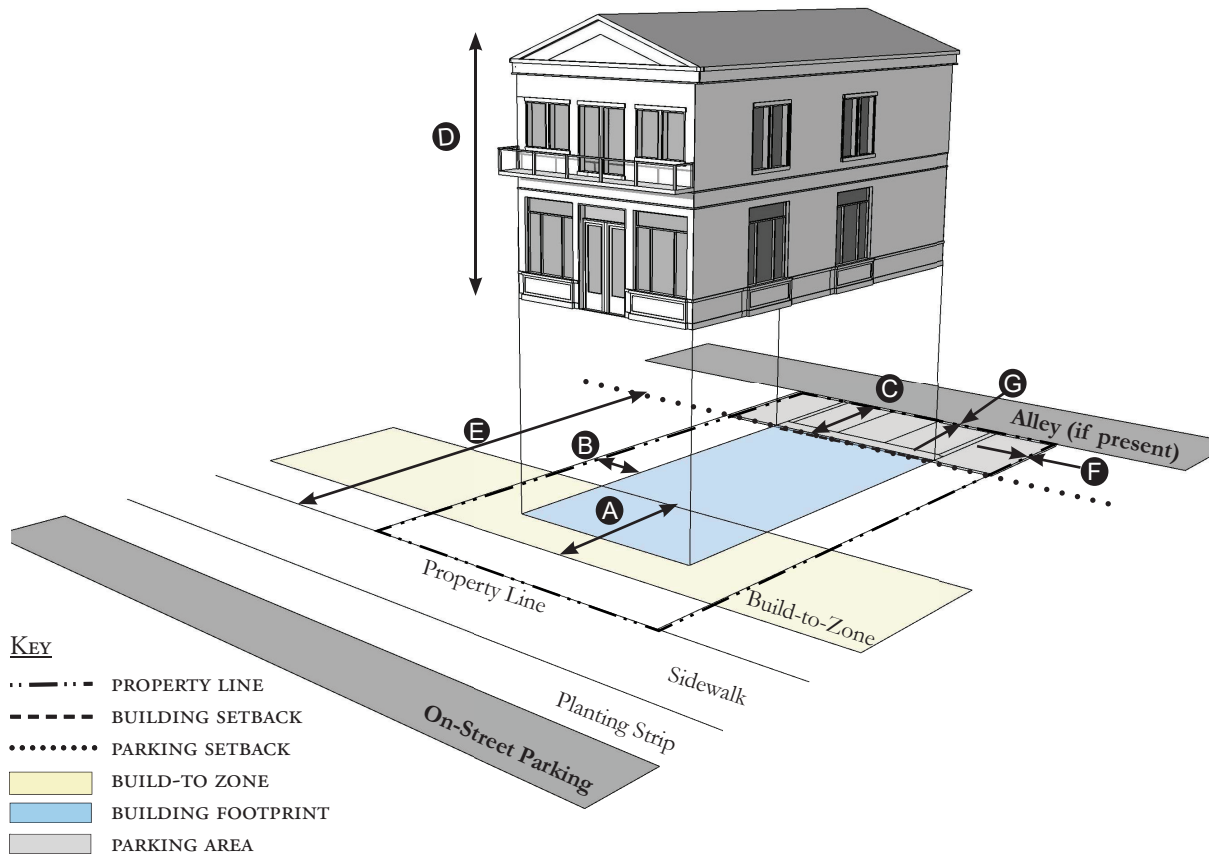 D
C
G
Alley (if present)
E
B
F
A
Property Line
Build-to-Zone
Sidewalk
Planting Strip
On-Street Parking
KEY
PROPERTY LINE
BUILDING SETBACK
PARKING SETBACK
BUILD-TO ZONE
BUILDING FOOTPRINT
PARKING AREA